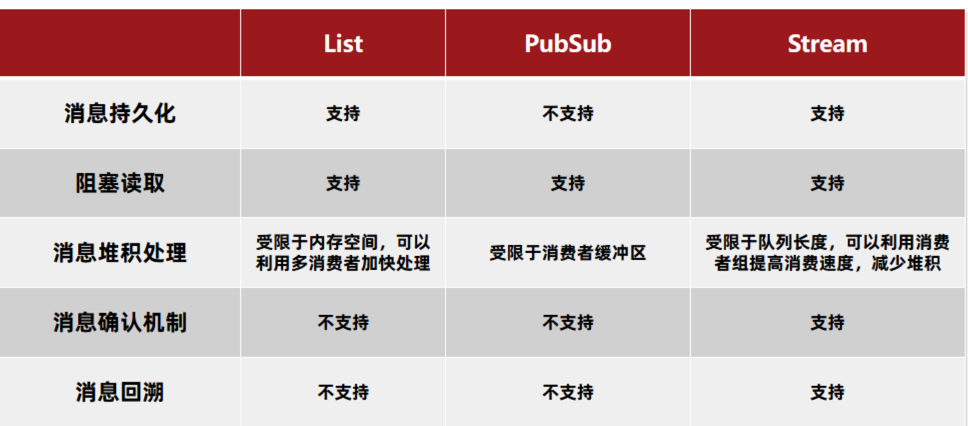 List PubSub Stream
消息持久化 支持 不支持 支持
阻塞读取 支持 支持 支持
消息堆积处理 受限于内存空间，可以 受限于消费者缓冲区 受限于队列长度，可以利用消费
利用多消费者加快处理 者组提高消费速度，减少堆积
消息确认机制 不支持 不支持 支持
消息回溯 不支持 不支持 支持